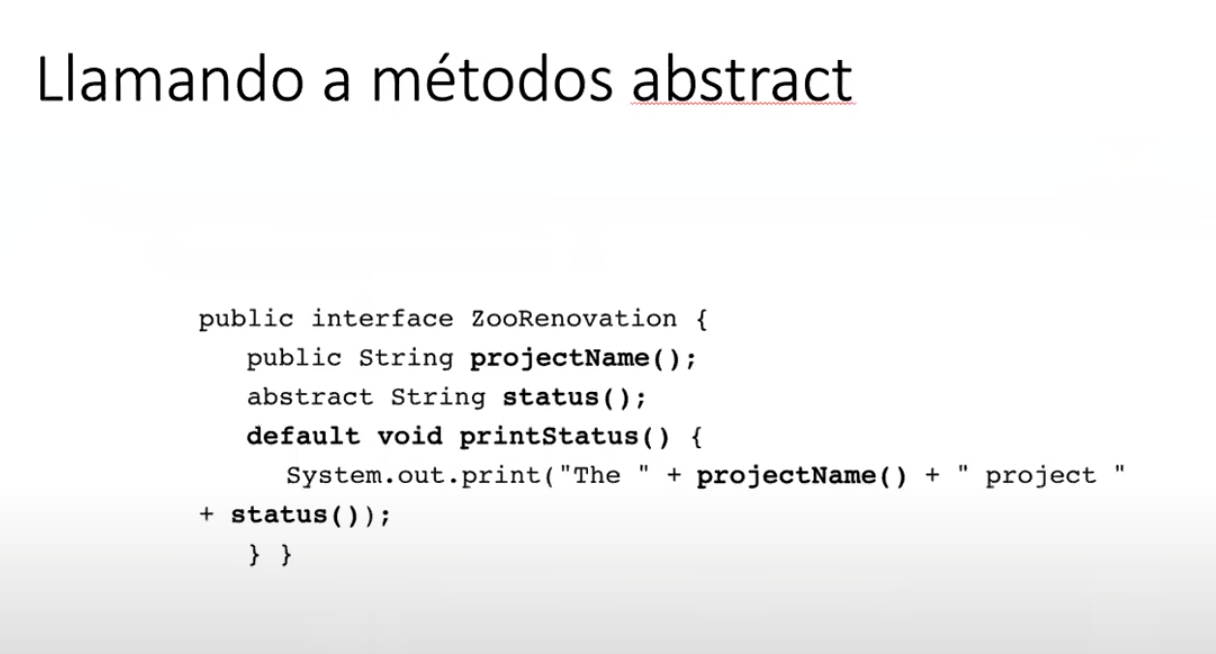 Llamando a métodos abstract
public interface ZooRenovation {
public String projectName();
abstract String status();
default void printStatus() {
System.out.print("The " + projectName() + " project "
+ status());
} }